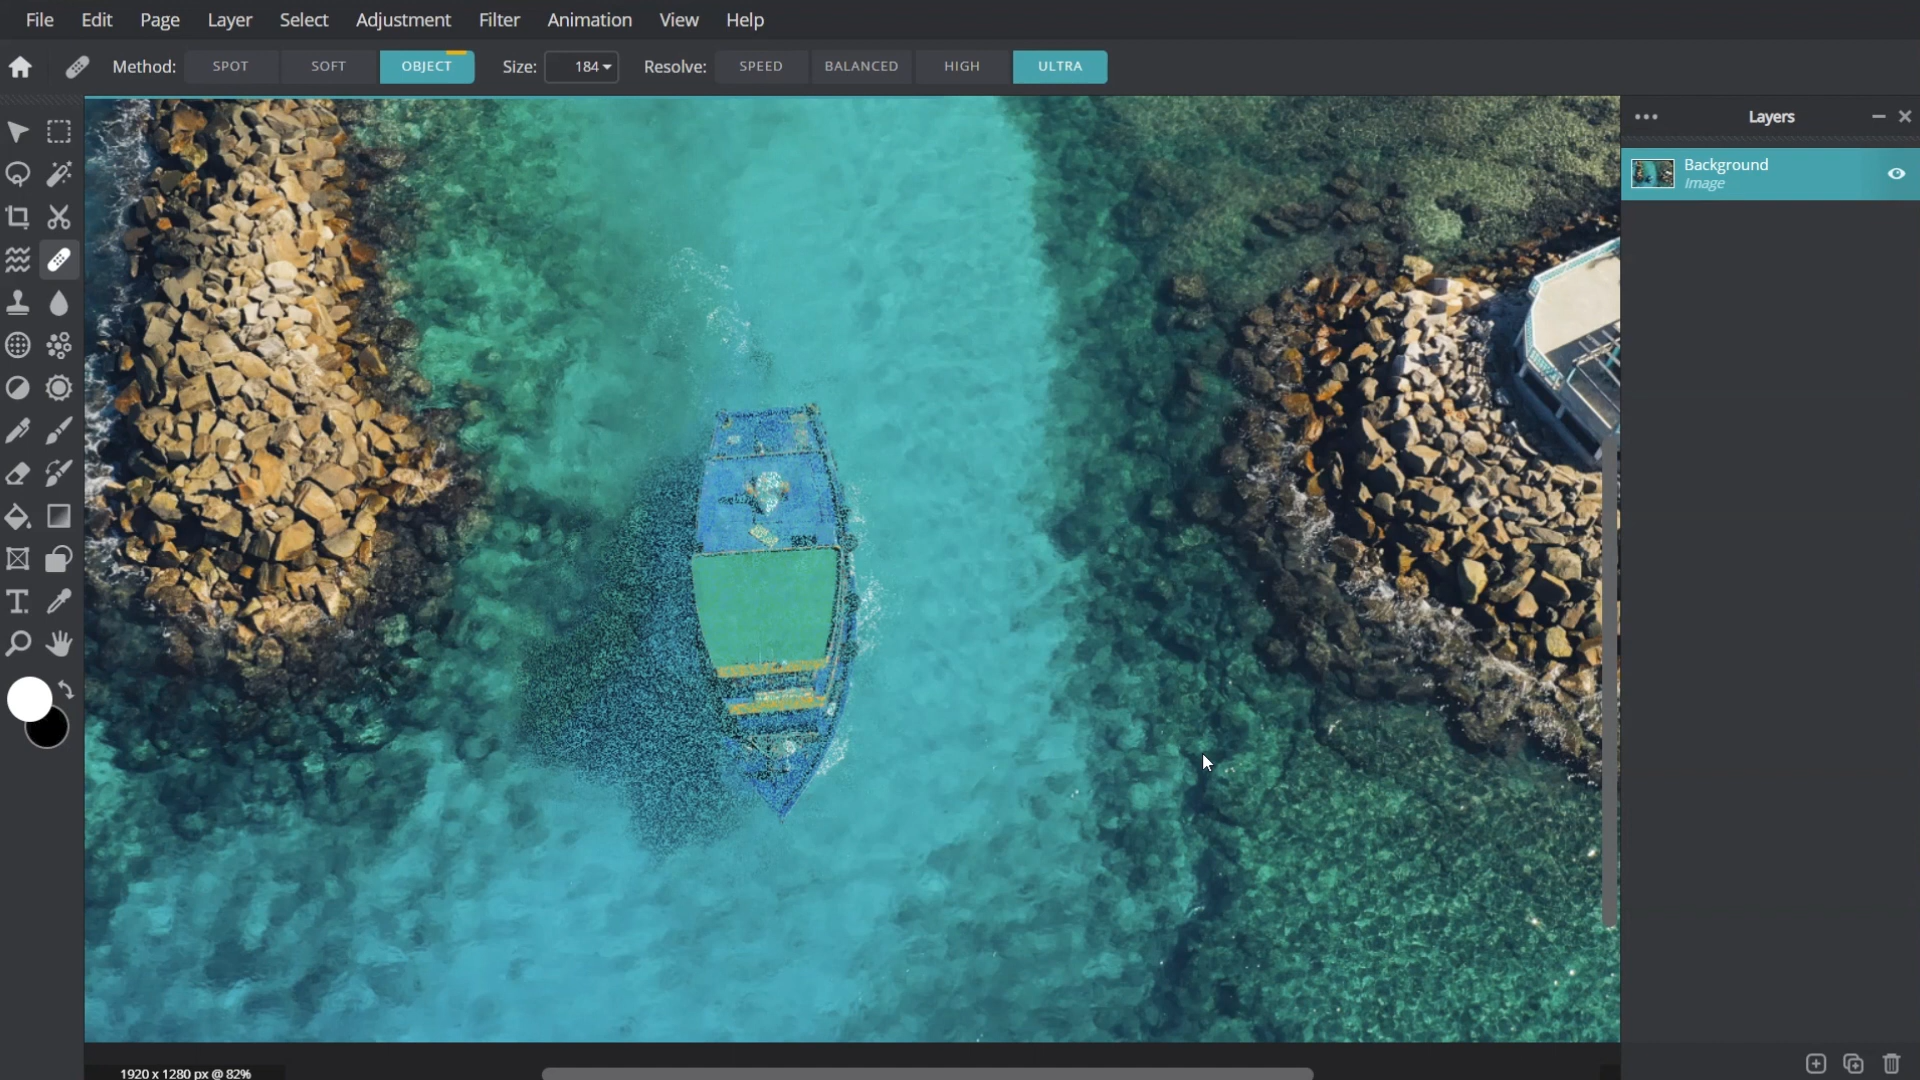 File Edit Page Layer Select Adjustment Filter Animation View Help
Method: SPOT SOFT OBJECT Size: 184 Resolve: SPEED BALANCED HIGH ULTRA
Layers
Background
Image
T.
1920 x 1280 px @ 82%